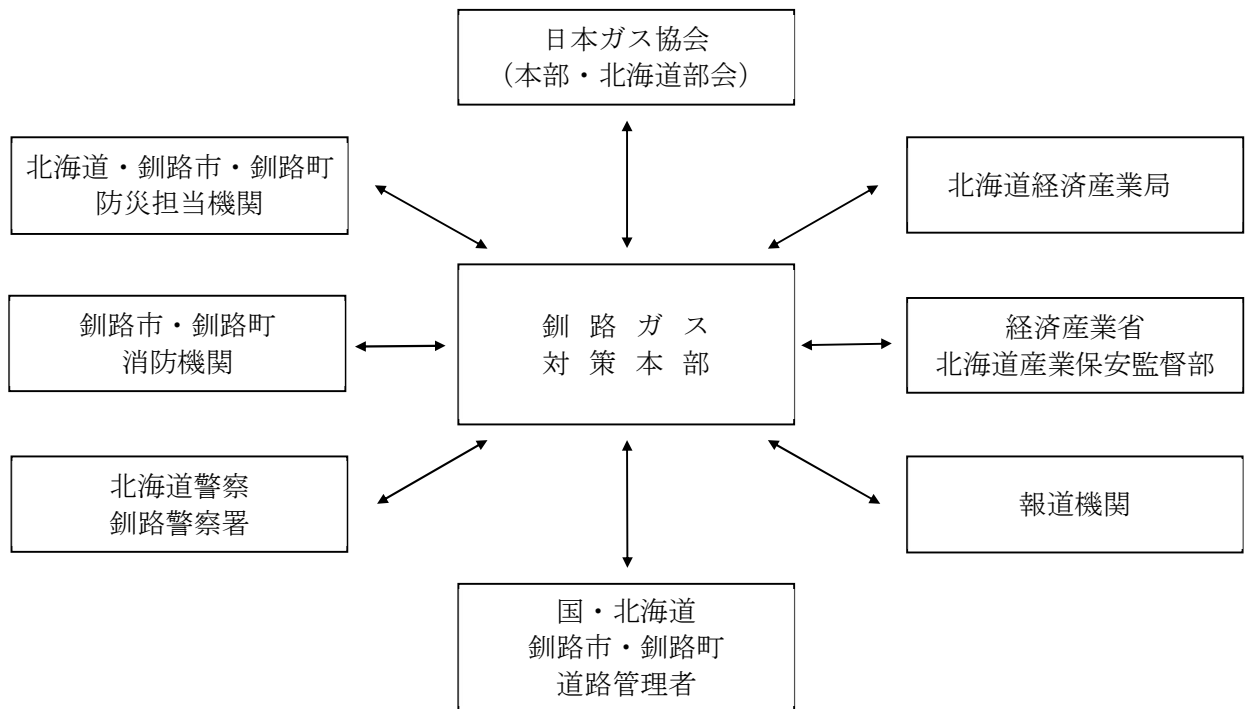 日本ガス協会
（本部・北海道部会）
北海道・釧路市・釧路町
防災担当機関
北海道経済産業局
釧路市・釧路町
消防機関
釧路ガス
対策本部
経済産業省
北海道産業保安監督部
北海道警察
釧路警察署
報道機関
国・北海道
釧路市・釧路町
道路管理者